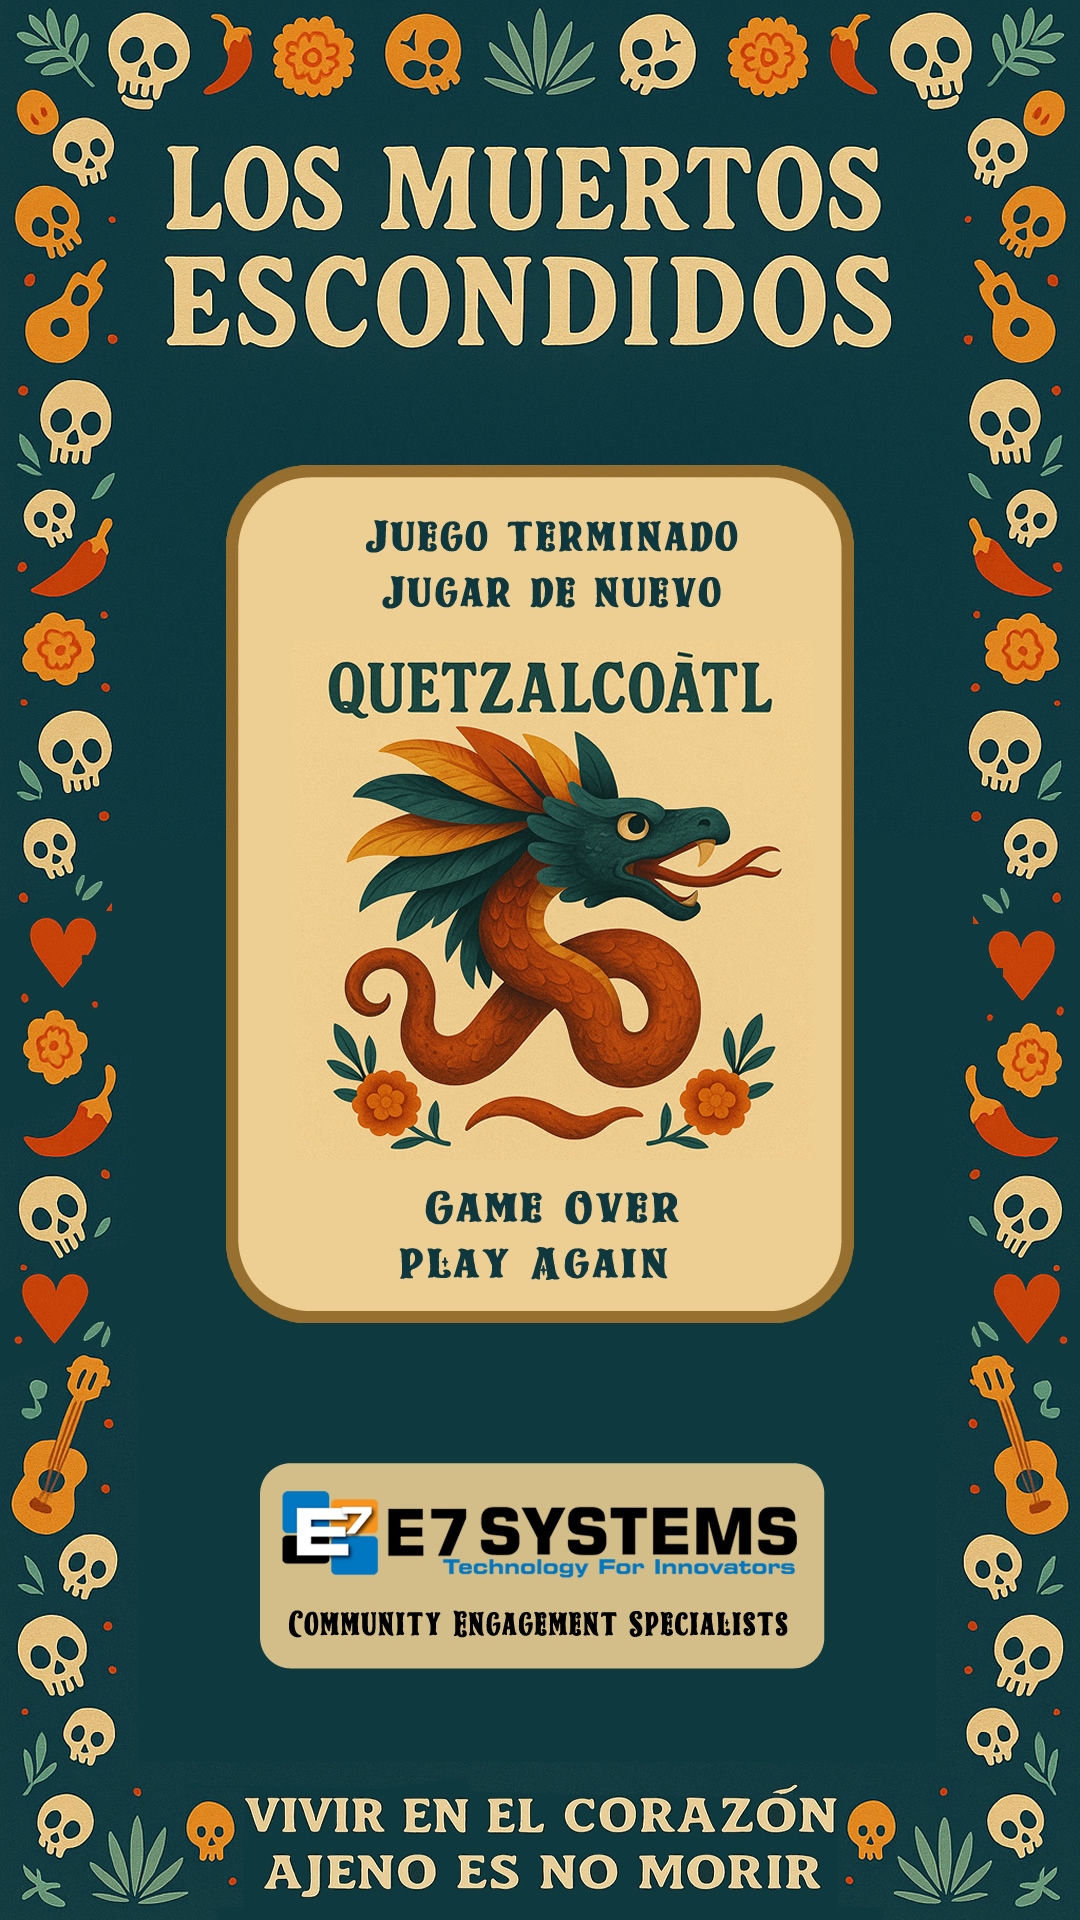 LOS MUERTOS
ESCONDIDOS
JUEGO TERMINADO
JUGAR DE NUEVO
QUETZALCOÀTL
GAME OVER
PLAY AGAIN
E7 E7 SYSTEMS
Technology For Innovators
COMMUNITY ENGAGEMENT SPECIALISTS
VIVIR EN EL CORAZÓN
AJENO ES NO MORIR